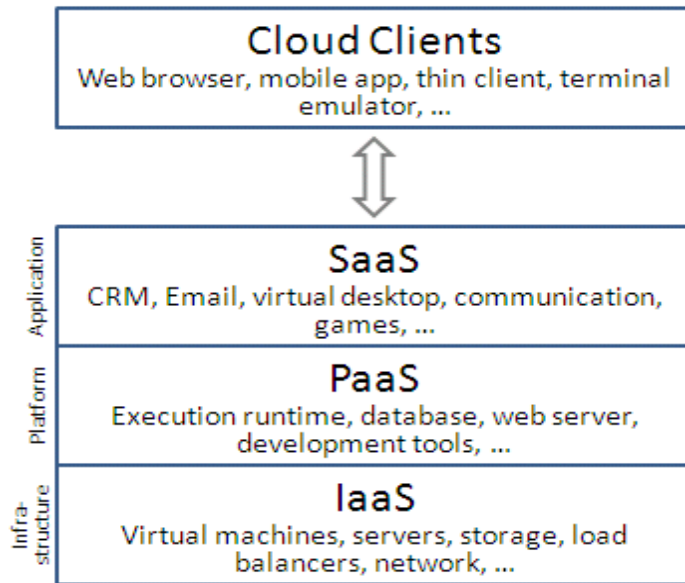 Cloud Clients
Web browser, mobile app, thin client, terminal
emulator, ...
Application
SaaS
CRM, Email, virtual desktop, communication,
games, ...
Platform
PaaS
Execution runtime, database, web server,
development tools, ...
Infra-
structure
IaaS
Virtual machines, servers, storage, load
balancers, network, ...